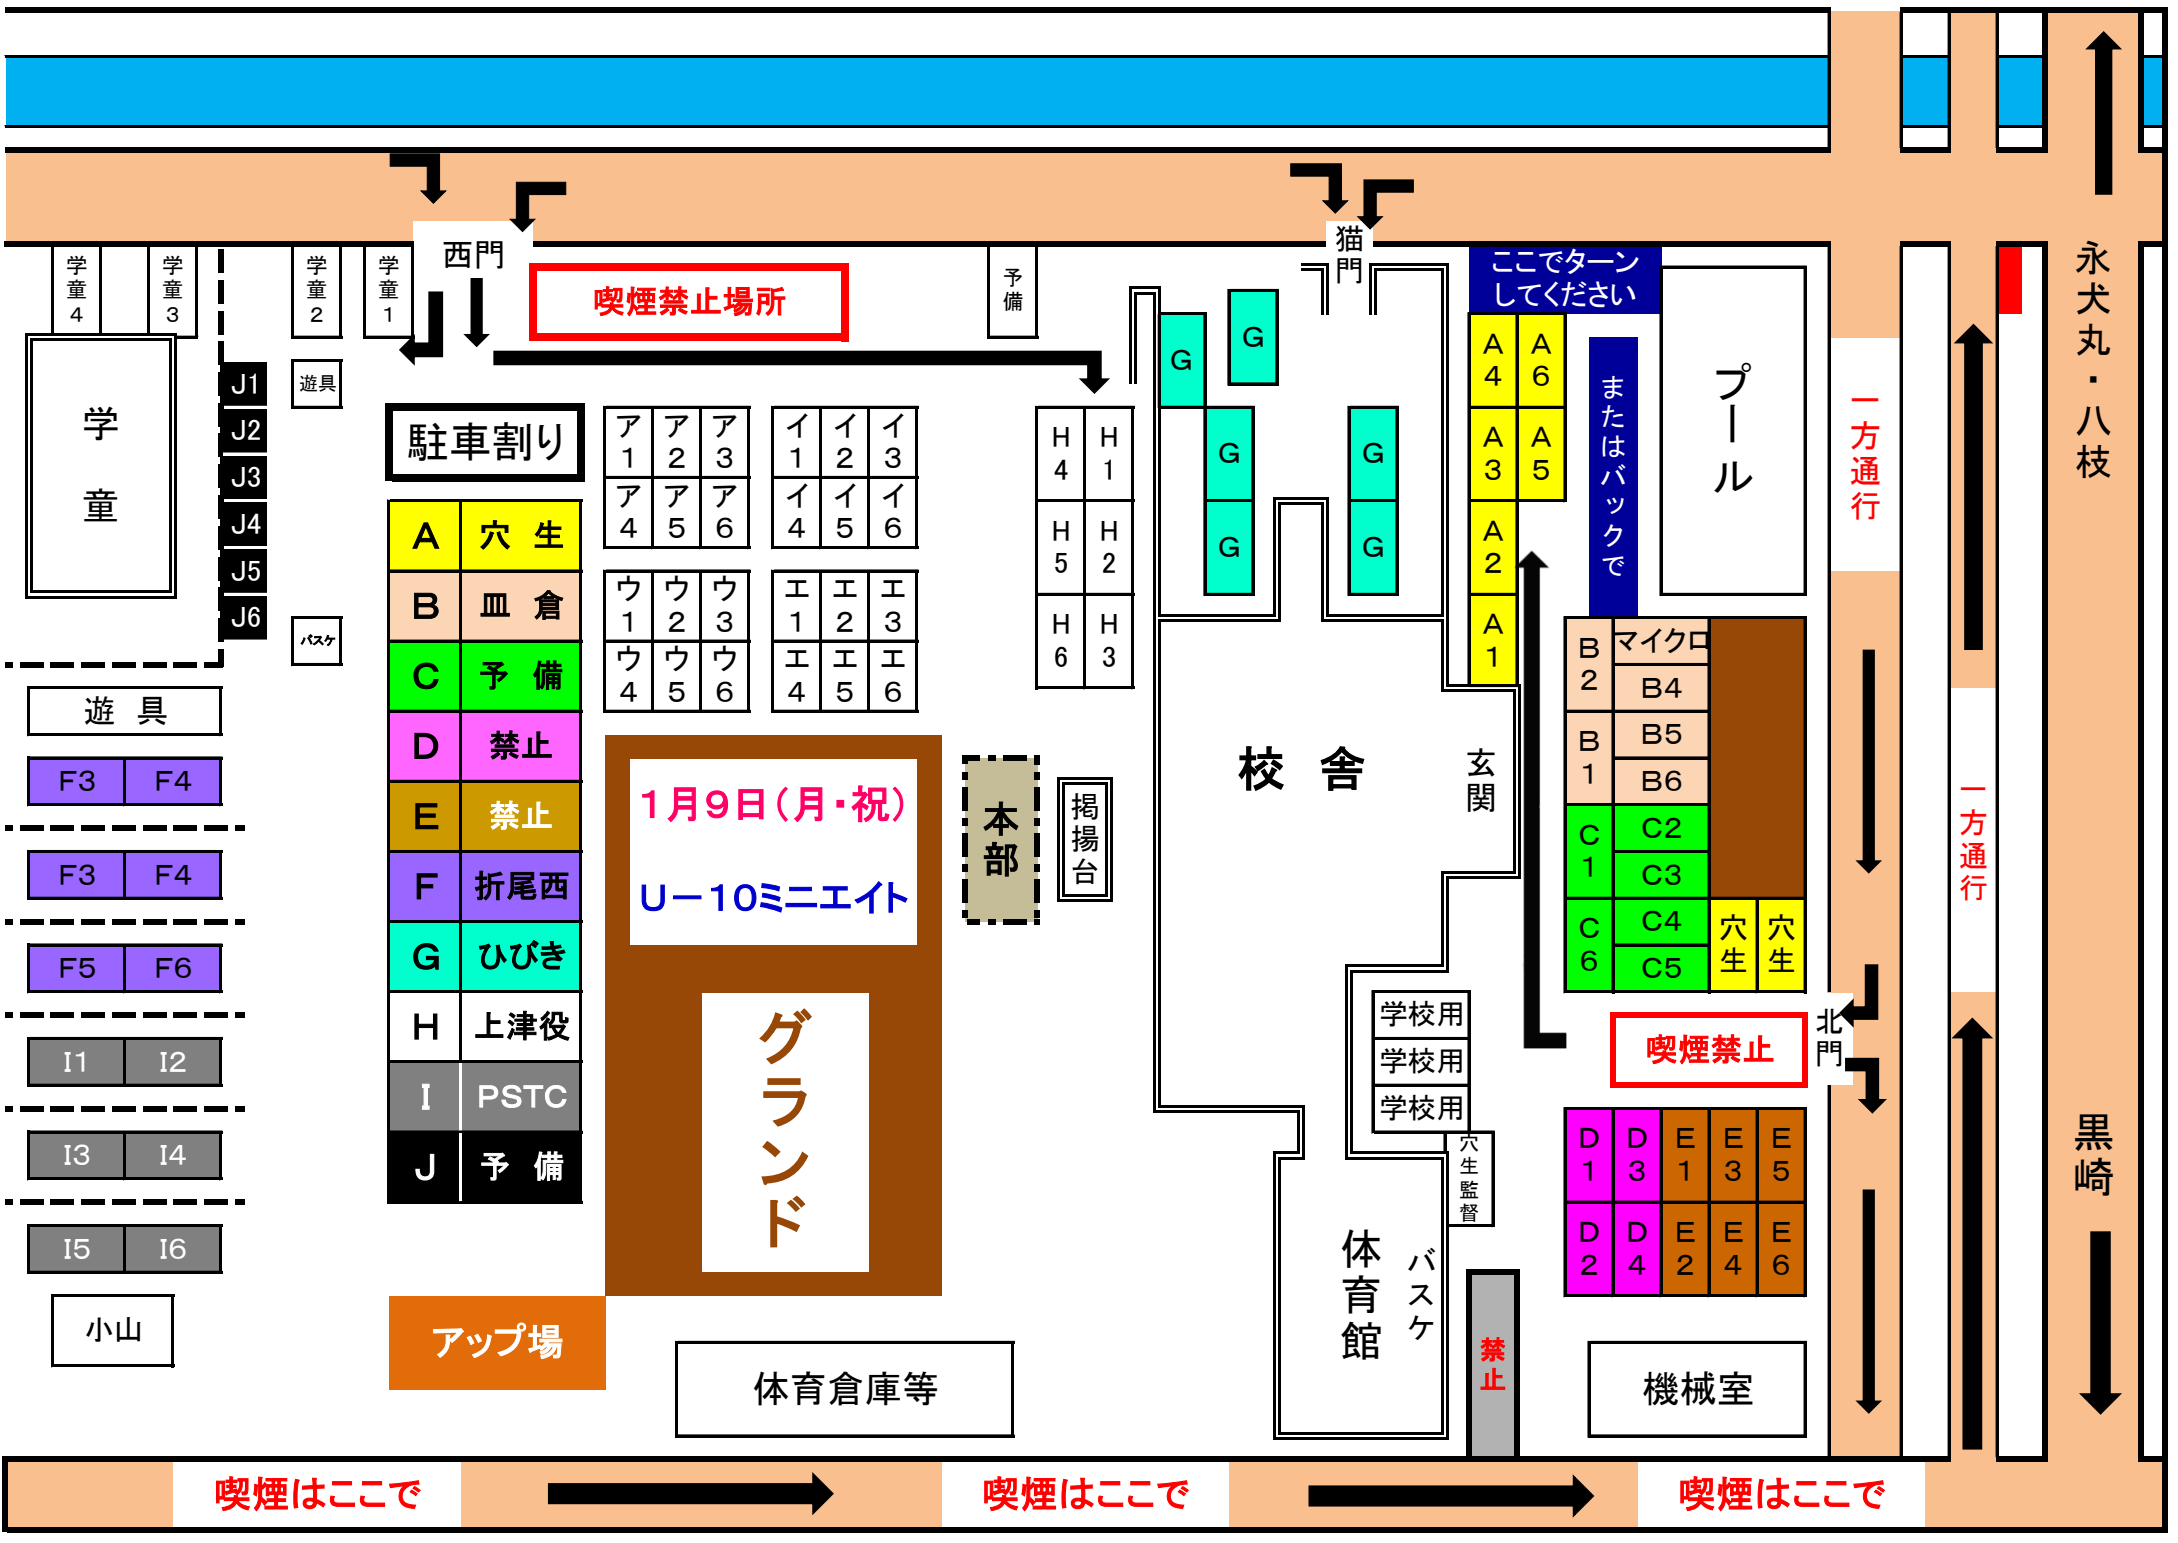 西門
猫門
学童4
学童3
学童2
学童1
喫煙禁止場所
予備
ここでターン
してください
永犬丸・八枝
学童
J1
J2
J3
J4
J5
J6
遊具
バスケ
駐車割り
A 穴生
B 皿倉
C 予備
D 禁止
E 禁止
F 折尾西
G ひびき
H 上津役
I PSTC
J 予備
ア1 ア2 ア3
ア4 ア5 ア6
イ1 イ2 イ3
イ4 イ5 イ6
ウ1 ウ2 ウ3
ウ4 ウ5 ウ6
エ1 エ2 エ3
エ4 エ5 エ6
H4 H1
H5 H2
H6 H3
G
G
G
G
G
G
A4 A6
A3 A5
A2
A1
またはバックで
プール
一方通行
一方通行
遊具
F3 F4
F3 F4
F5 F6
I1 I2
I3 I4
I5 I6
小山
1月9日(月・祝)
U－10ミニエイト
グランド
本部
掲揚台
校舎
玄関
B2 マイクロ
B4
B1 B5
B6
C1 C2
C3
C6 C4
C5
穴生
穴生
学校用
学校用
学校用
穴生監督
喫煙禁止
北門
D1 D3 E1 E3 E5
D2 D4 E2 E4 E6
黒崎
体育館
バスケ
禁止
機械室
アップ場
体育倉庫等
喫煙はここで
喫煙はここで
喫煙はここで